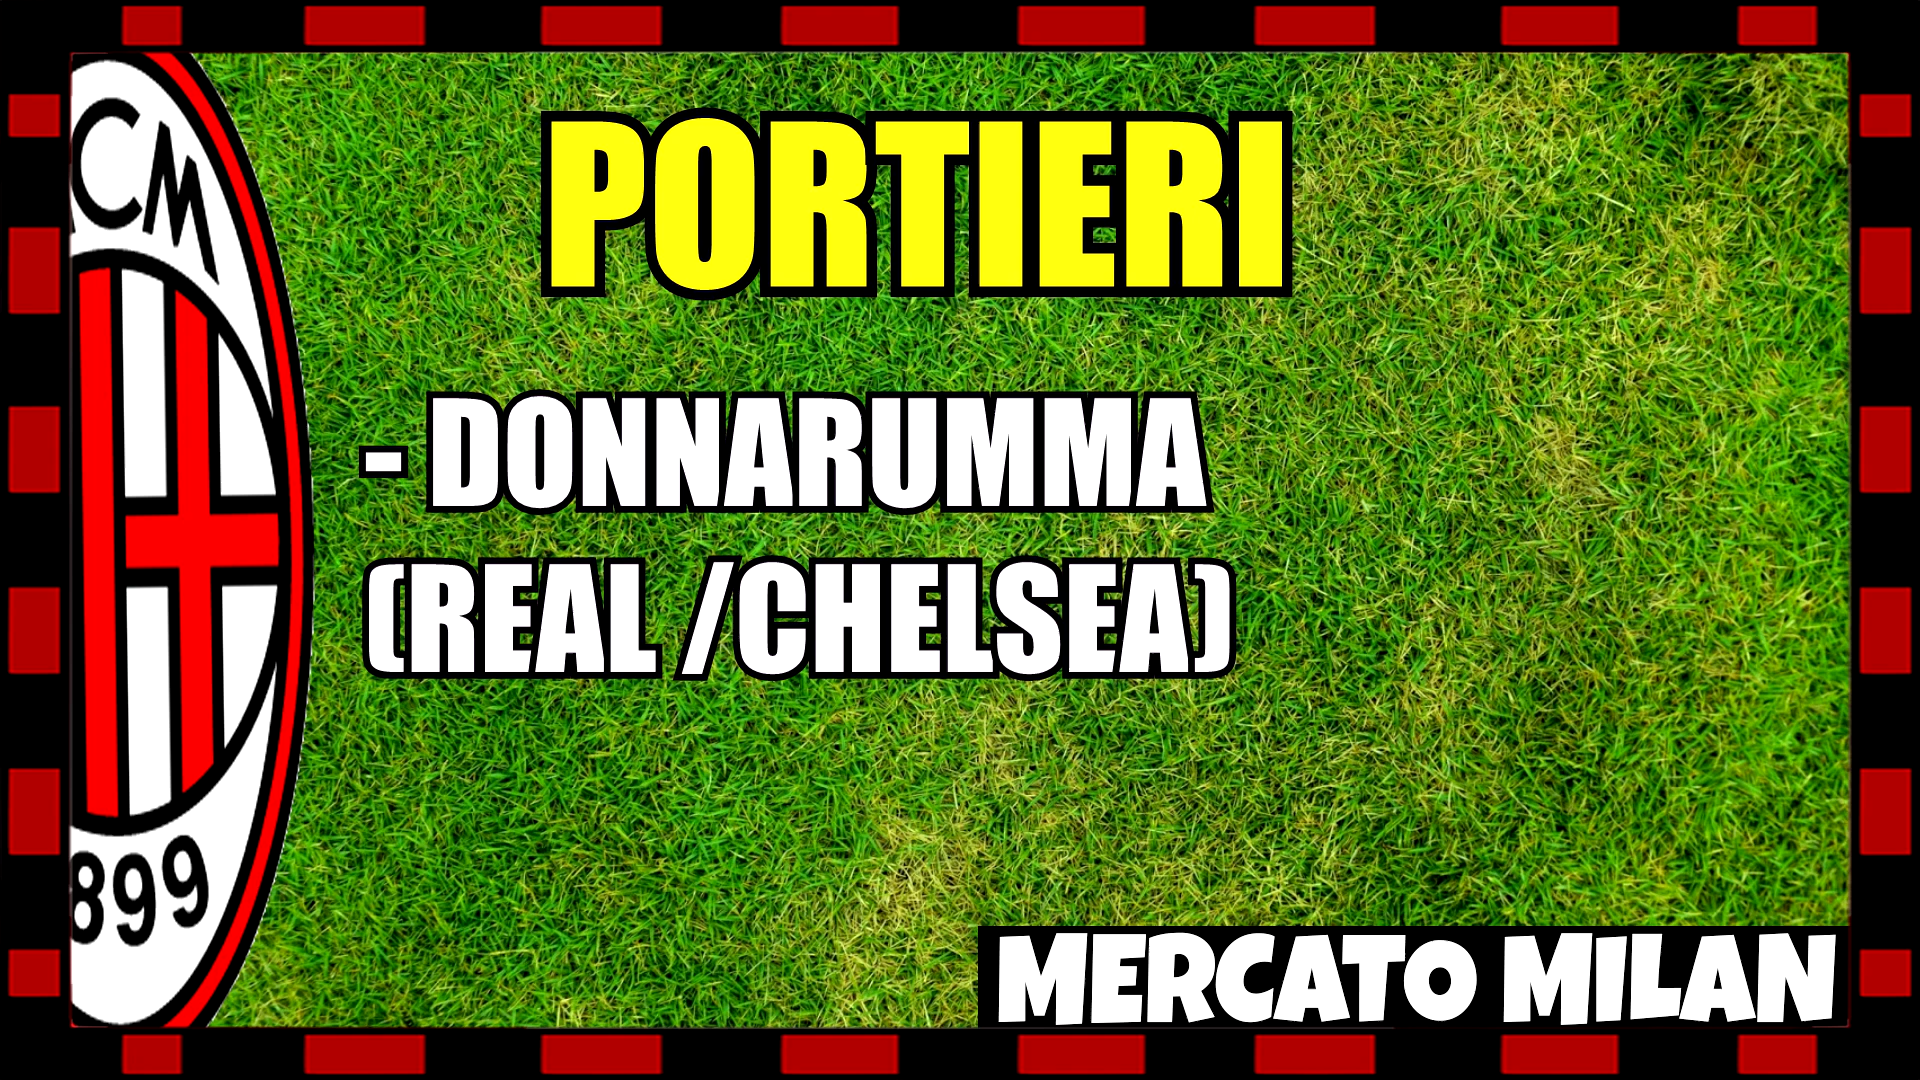 CM
PORTIERI
- DONNARUMMA
(REAL /CHELSEA)
899
MERCATO MILAN